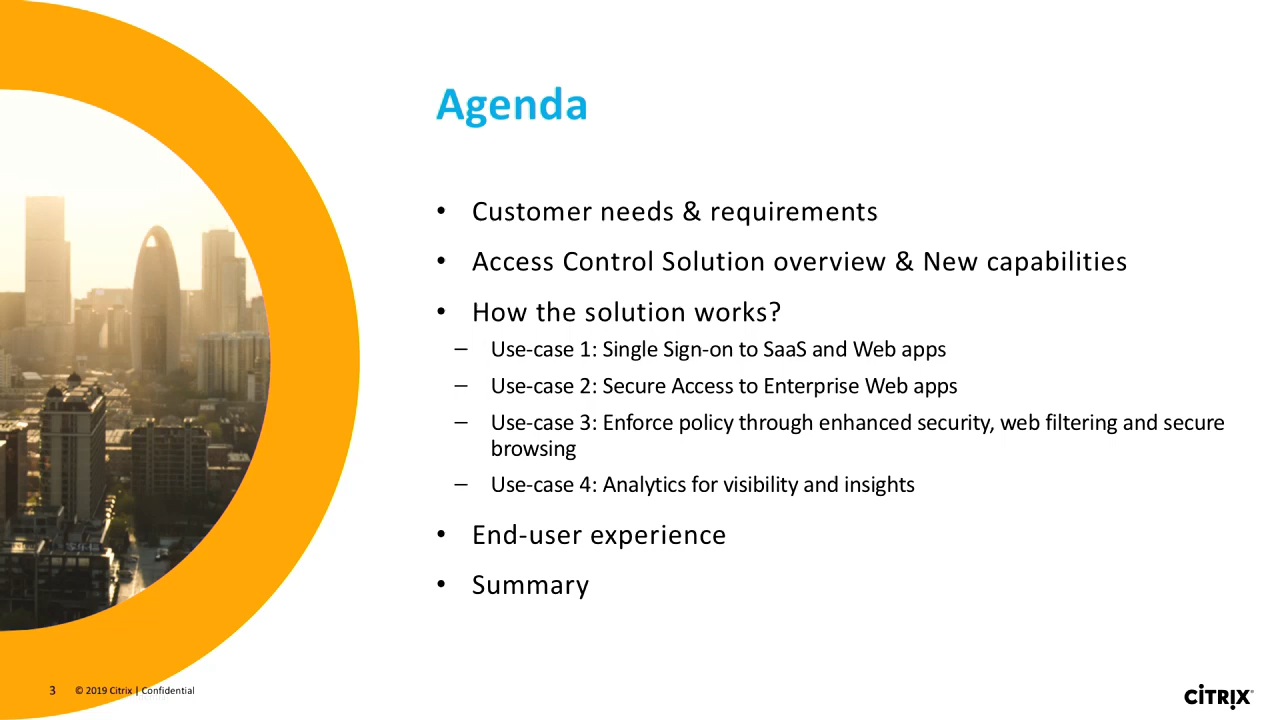 Agenda
• Customer needs & requirements
• Access Control Solution overview & New capabilities
• How the solution works?
– Use-case 1: Single Sign-on to SaaS and Web apps
– Use-case 2: Secure Access to Enterprise Web apps
– Use-case 3: Enforce policy through enhanced security, web filtering and secure
browsing
– Use-case 4: Analytics for visibility and insights
• End-user experience
• Summary
3 © 2019 Citrix | Confidential
CİTRIX